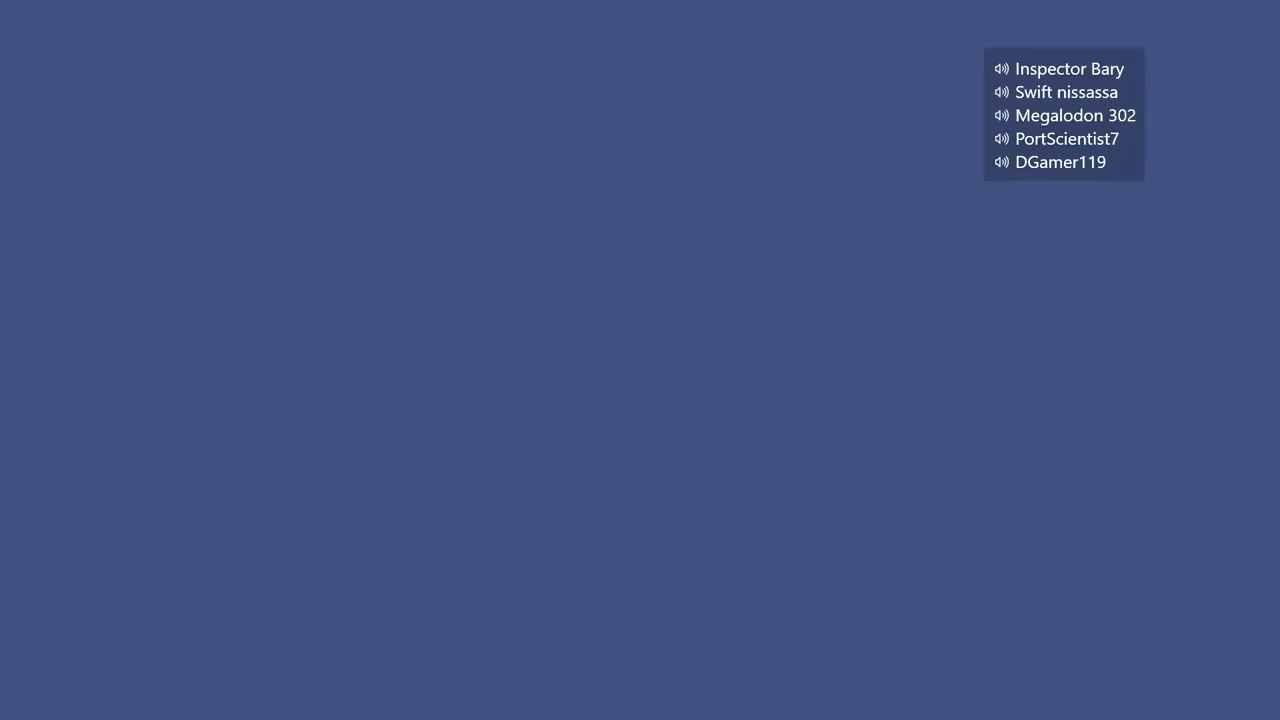 Inspector Bary
Swift nissassa
Megalodon 302
PortScientist7
DGamer119